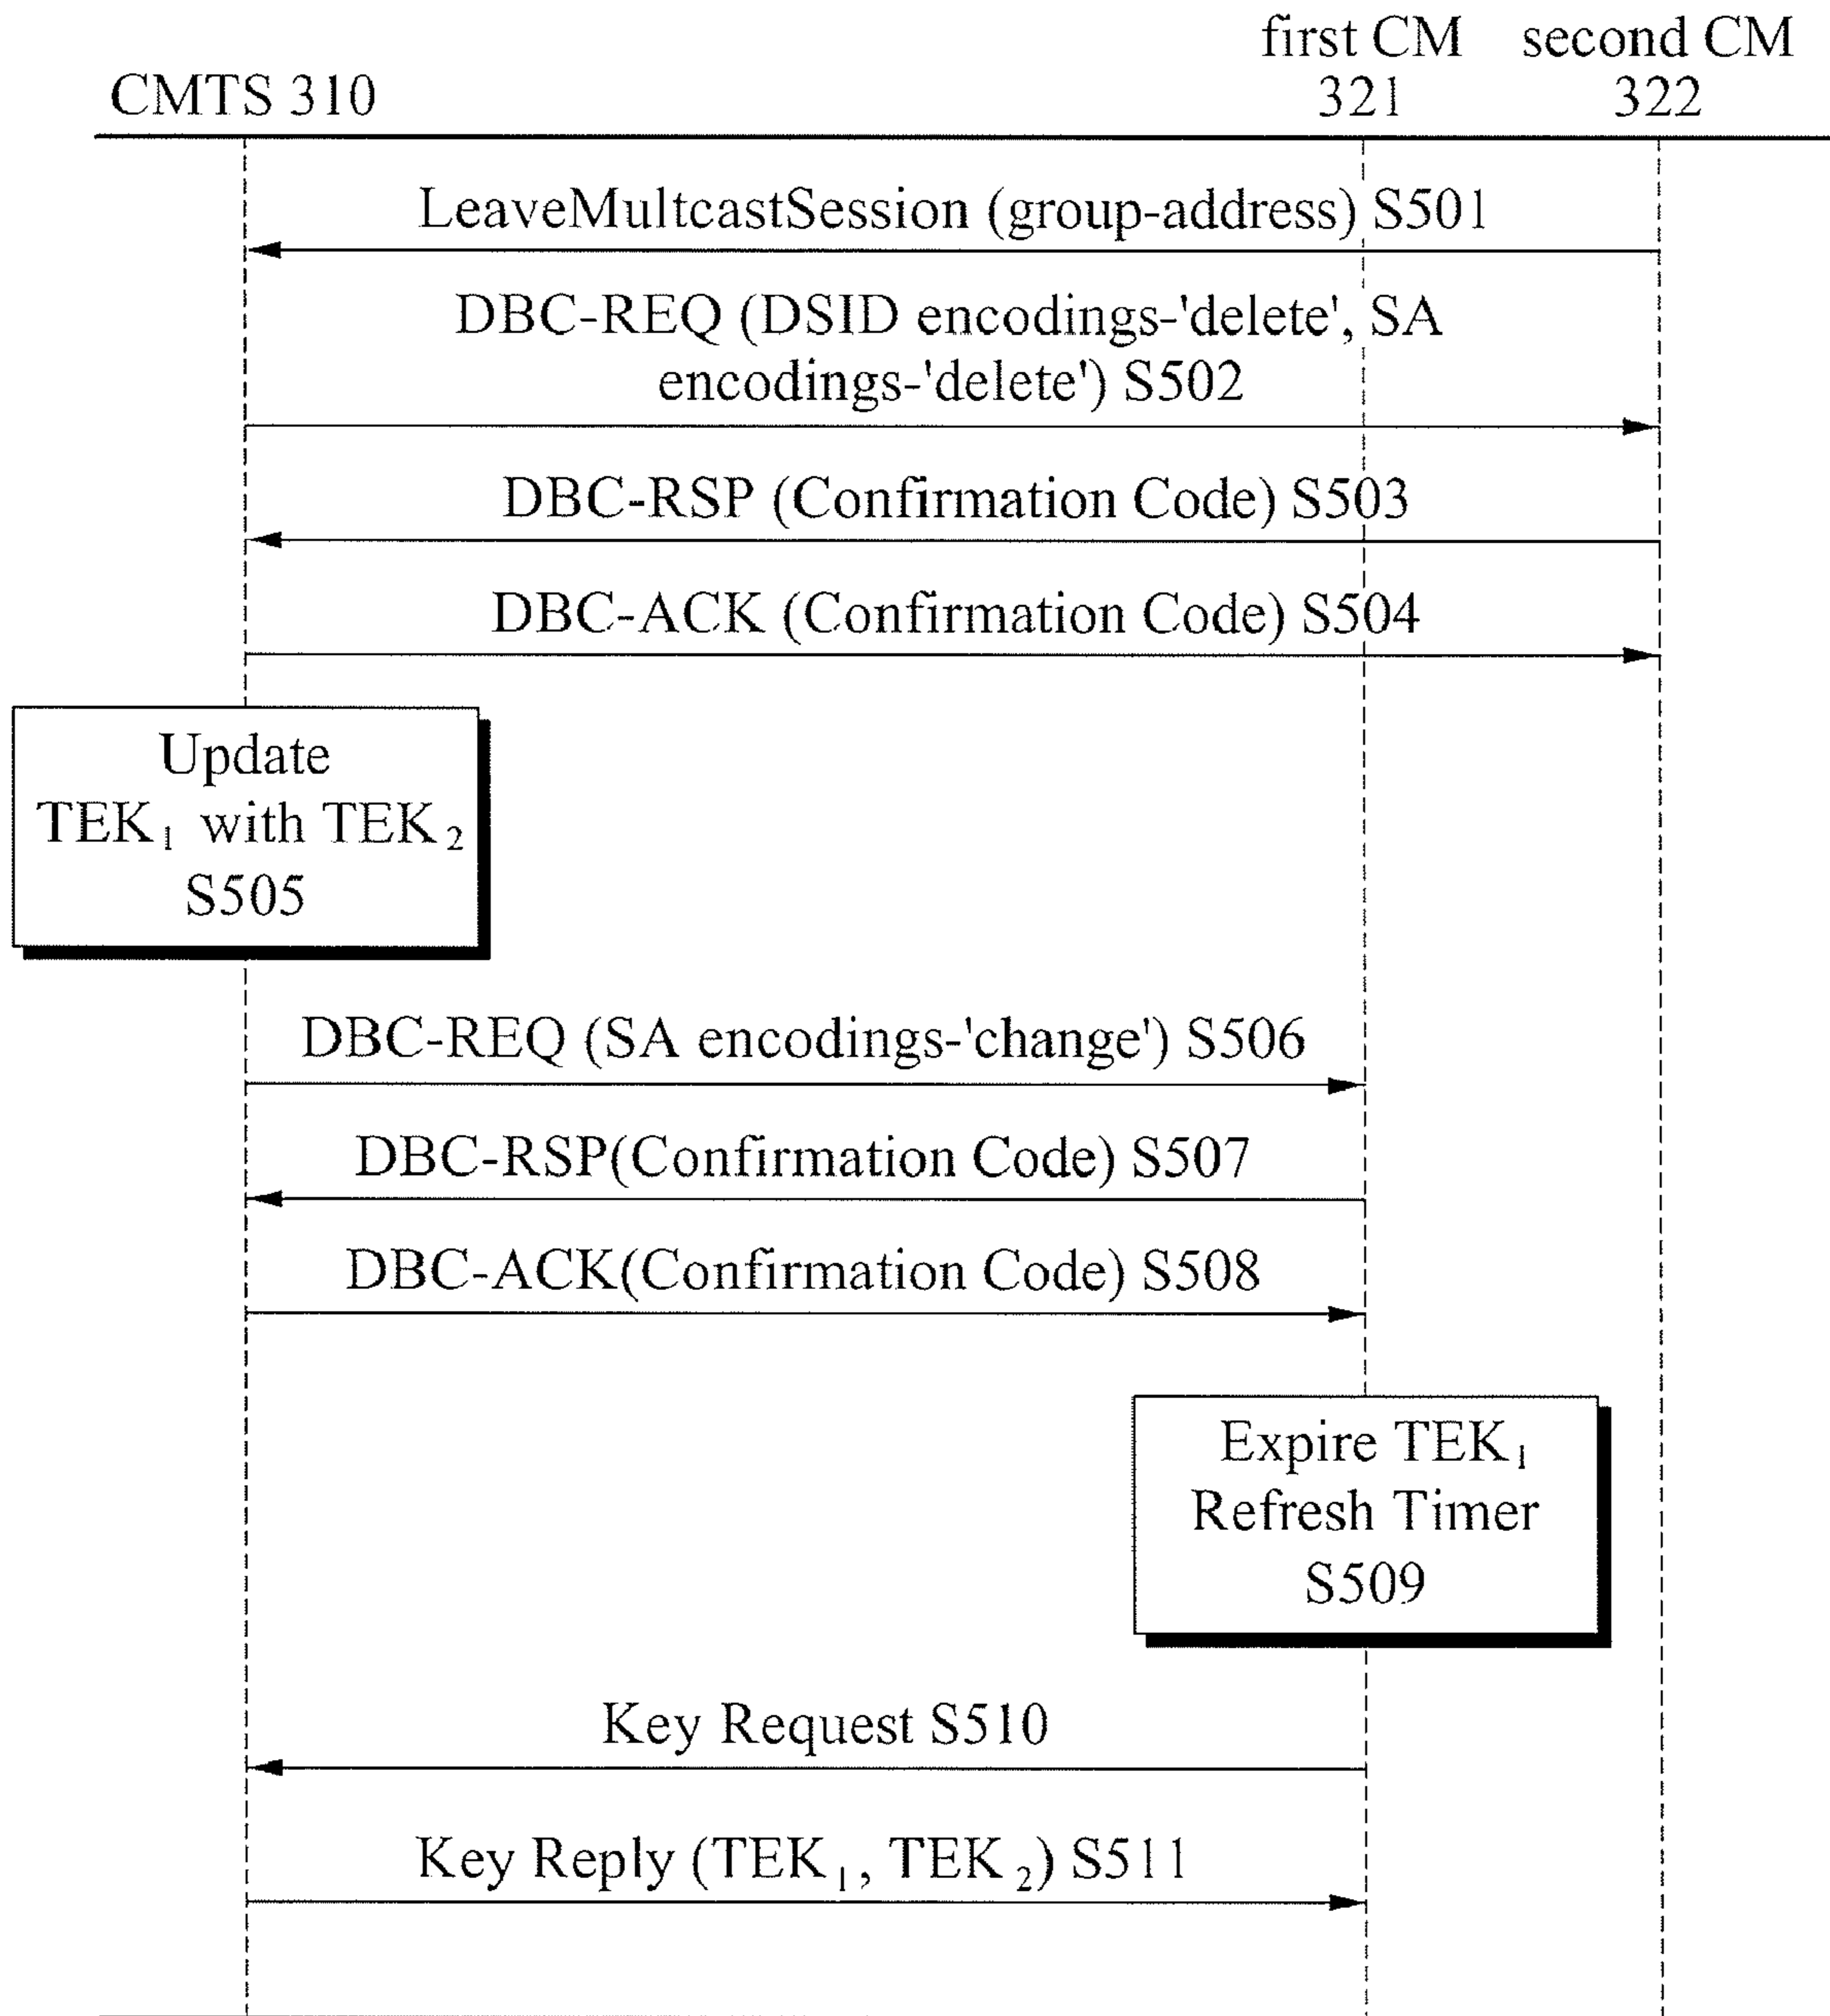 first CM second CM
CMTS 310 321 322
LeaveMultcastSession (group-address) S501
DBC-REQ (DSID encodings-'delete', SA
encodings-'delete') S502
DBC-RSP (Confirmation Code) S503
DBC-ACK (Confirmation Code) S504
Update
TEK₁ with TEK₂
S505
DBC-REQ (SA encodings-'change') S506
DBC-RSP(Confirmation Code) S507
DBC-ACK(Confirmation Code) S508
Expire TEK₁
Refresh Timer
S509
Key Request S510
Key Reply (TEK₁, TEK₂) S511